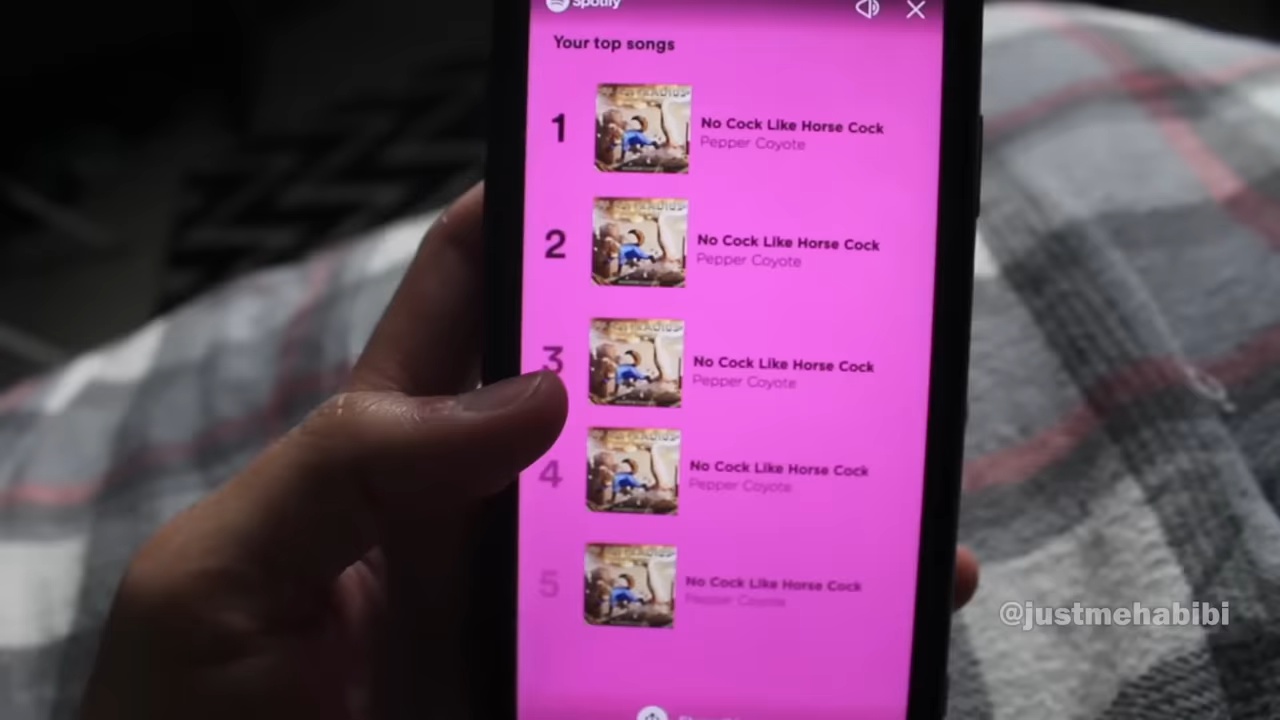 Spotify
Your top songs
1
No Cock Like Horse Cock
Pepper Coyote
2
No Cock Like Horse Cock
Pepper Coyote
3
No Cock Like Horse Cock
Pepper Coyote
4
No Cock Like Horse Cock
Pepper Coyote
5
No Cock Like Horse Cock
Pepper Coyote
@justmehabibi